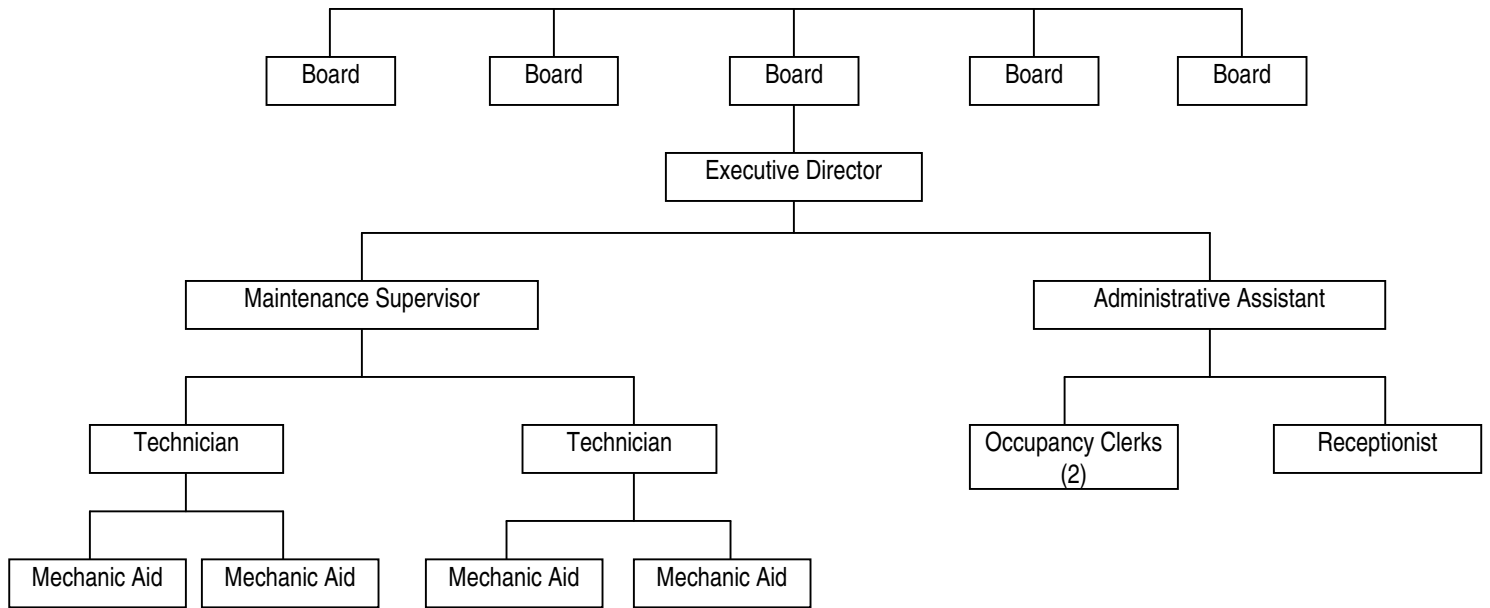 Board
Board
Board
Board
Board
Executive Director
Maintenance Supervisor
Administrative Assistant
Technician
Technician
Occupancy Clerks
(2)
Receptionist
Mechanic Aid
Mechanic Aid
Mechanic Aid
Mechanic Aid